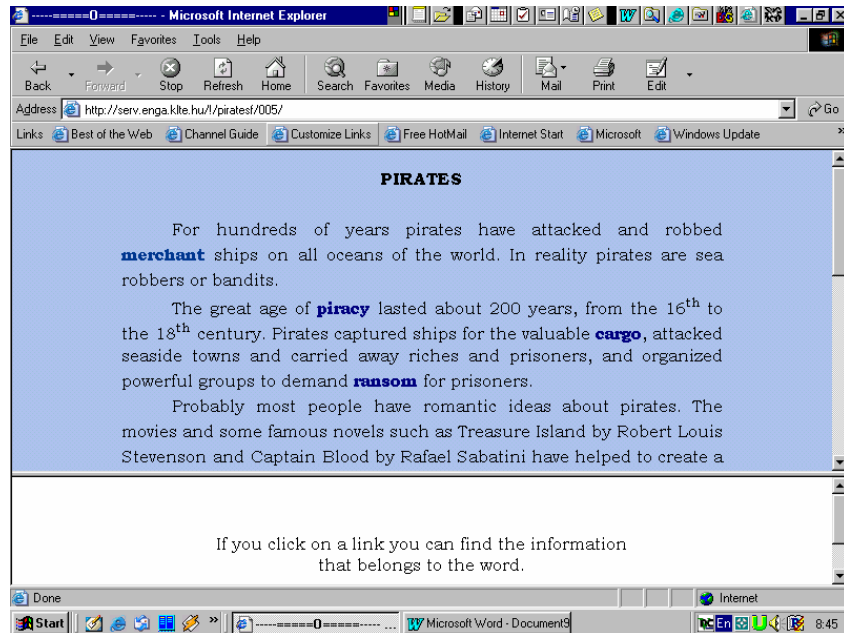 -----=====0=====----- - Microsoft Internet Explorer
File Edit View Favorites Tools Help
Back Forward Stop Refresh Home Search Favorites Media History Mail Print Edit
Address http://serv.enga.klte.hu/!/piratesf/005/ Go
Links Best of the Web Channel Guide Customize Links Free HotMail Internet Start Microsoft Windows Update »
PIRATES
For hundreds of years pirates have attacked and robbed
merchant ships on all oceans of the world. In reality pirates are sea
robbers or bandits.
The great age of piracy lasted about 200 years, from the 16th to
the 18th century. Pirates captured ships for the valuable cargo, attacked
seaside towns and carried away riches and prisoners, and organized
powerful groups to demand ransom for prisoners.
Probably most people have romantic ideas about pirates. The
movies and some famous novels such as Treasure Island by Robert Louis
Stevenson and Captain Blood by Rafael Sabatini have helped to create a
If you click on a link you can find the information
that belongs to the word.
Done Internet
Start » -----=====0=====----- ... Microsoft Word - Document9 En 8:45